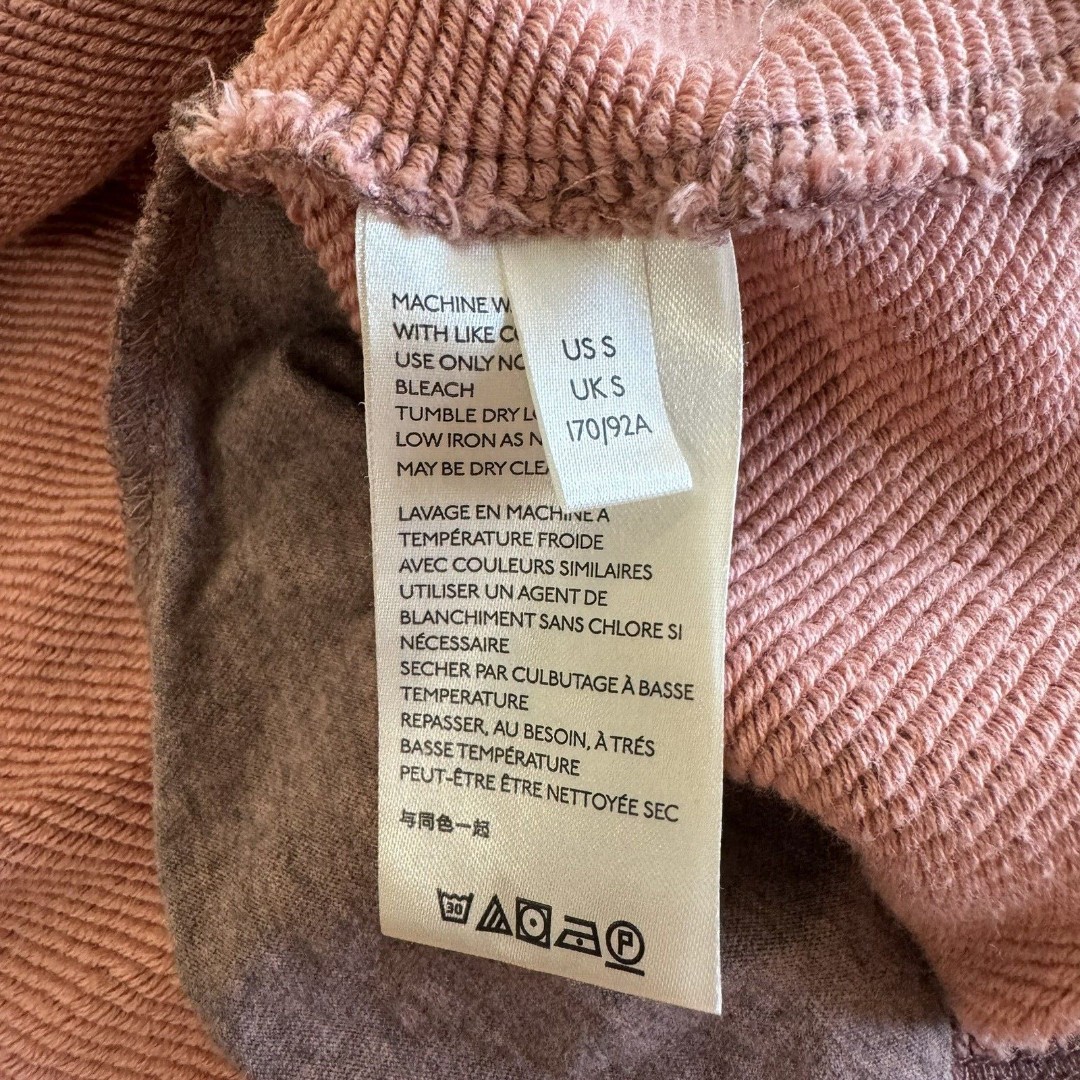 MACHINE
WITH LIKE
USE ONLY
BLEACH
TUMBLE DRY
LOW IRON AS
MAY BE DRY
US S
UK S
170/92A
LAVAGE EN MACHINE A
TEMPÉRATURE FROIDE
AVEC COULEURS SIMILAIRES
UTILISER UN AGENT DE
BLANCHIMENT SANS CHLORE SI
NÉCESSAIRE
SECHER PAR CULBUTAGE À BASSE
TEMPERATURE
REPASSER, AU BESOIN, À TRÉS
BASSE TEMPÉRATURE
PEUT-ÊTRE ÊTRE NETTOYÉE SEC
与同色一起
30
P